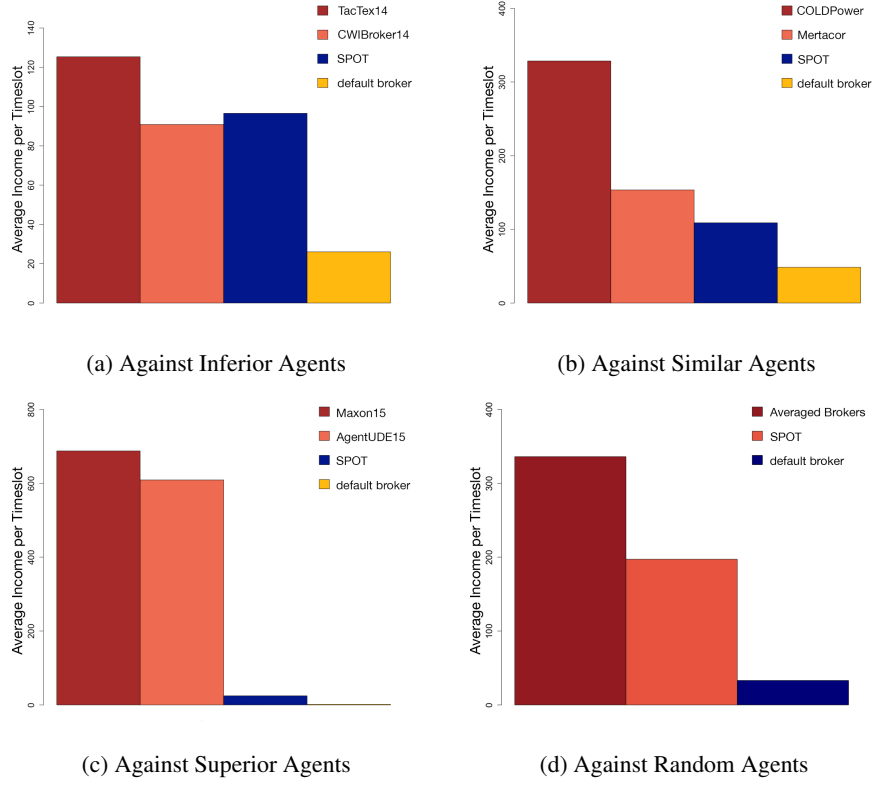 TacTex14
CWIBroker14
SPOT
default broker
Average Income per Timeslot
0
20
40
60
80
100
120
140
(a) Against Inferior Agents
COLDPower
Mertacor
SPOT
default broker
Average Income per Timeslot
0
100
200
300
400
(b) Against Similar Agents
Maxon15
AgentUDE15
SPOT
default broker
Average Income per Timeslot
0
200
400
600
800
(c) Against Superior Agents
Averaged Brokers
SPOT
default broker
Average Income per Timeslot
0
100
200
300
400
(d) Against Random Agents